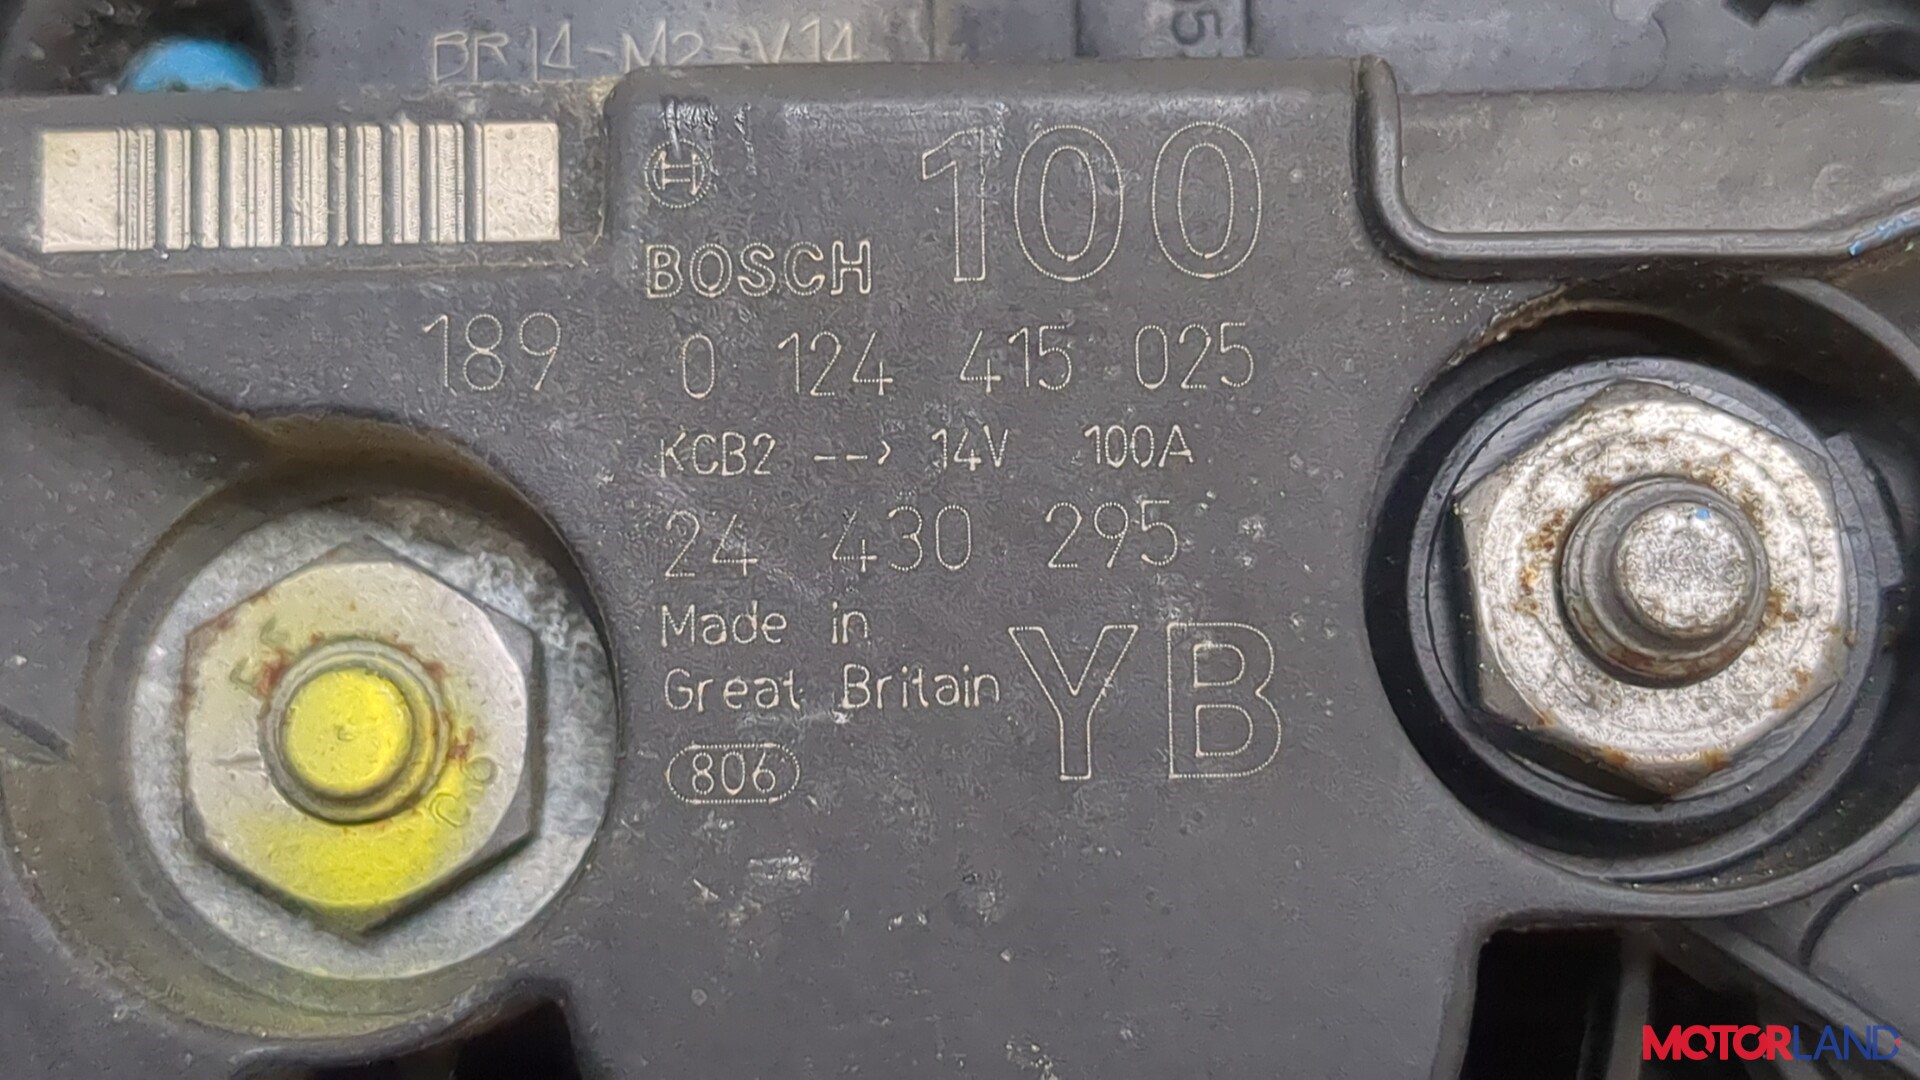 BR14-M2-V14
05
100
BOSCH
189 0 124 415 025
KCB2 --> 14V 100A
24 430 295
Made in
Great Britain
YB
806
MOTORLAND